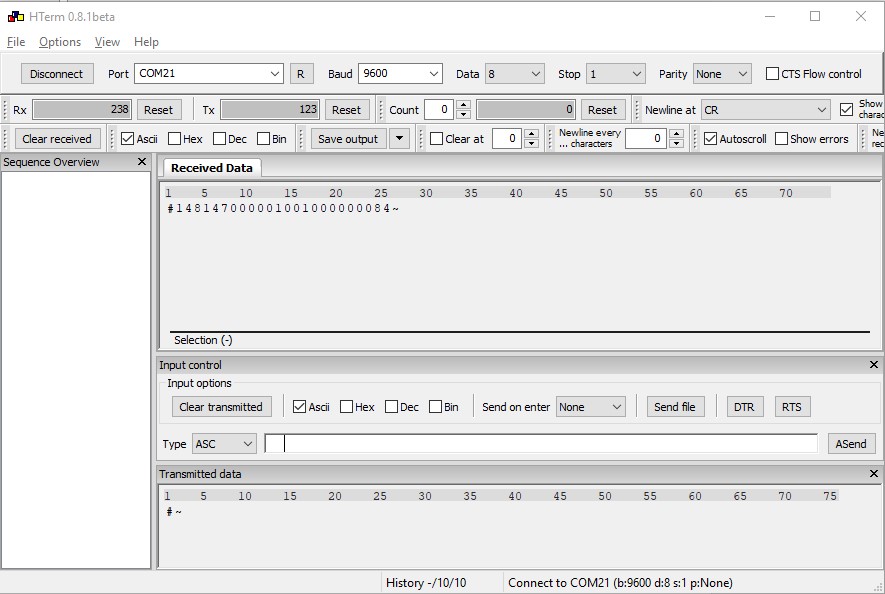 HTerm 0.8.1beta
File Options View Help
Disconnect Port COM21 R Baud 9600 Data 8 Stop 1 Parity None CTS Flow control
Rx 238 Reset Tx 123 Reset Count 0 0 Reset Newline at CR Show
Clear received Ascii Hex Dec Bin Save output Clear at 0 Newline every ... characters 0 Autoscroll Show errors
Sequence Overview
Received Data
1 5 10 15 20 25 30 35 40 45 50 55 60 65 70
#148147000001001000000084~
Selection (-)
Input control
Input options
Clear transmitted Ascii Hex Dec Bin Send on enter None Send file DTR RTS
Type ASC ASend
Transmitted data
1 5 10 15 20 25 30 35 40 45 50 55 60 65 70 75
#~
History -/10/10 Connect to COM21 (b:9600 d:8 s:1 p:None)